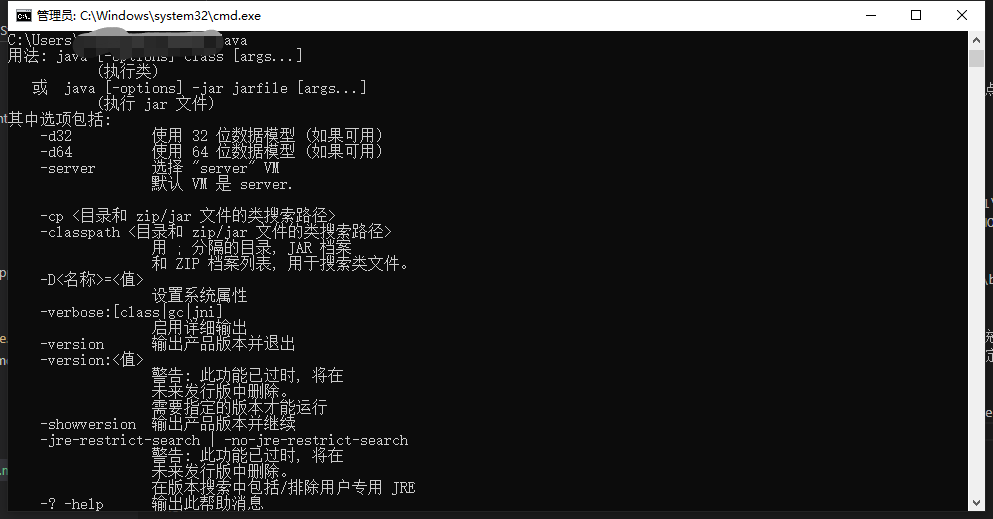 管理员: C:\Windows\system32\cmd.exe
C:\Users\ ava
用法: java [-options] class [args...]
(执行类)
或 java [-options] -jar jarfile [args...]
(执行 jar 文件)
其中选项包括:
-d32 使用 32 位数据模型 (如果可用)
-d64 使用 64 位数据模型 (如果可用)
-server 选择 "server" VM
默认 VM 是 server.
-cp <目录和 zip/jar 文件的类搜索路径>
-classpath <目录和 zip/jar 文件的类搜索路径>
用 ; 分隔的目录, JAR 档案
和 ZIP 档案列表, 用于搜索类文件。
-D<名称>=<值>
设置系统属性
-verbose:[class|gc|jni]
启用详细输出
-version 输出产品版本并退出
-version:<值>
警告: 此功能已过时, 将在
未来发行版中删除。
需要指定的版本才能运行
-showversion 输出产品版本并继续
-jre-restrict-search | -no-jre-restrict-search
警告: 此功能已过时, 将在
未来发行版中删除。
在版本搜索中包括/排除用户专用 JRE
-? -help 输出此帮助消息